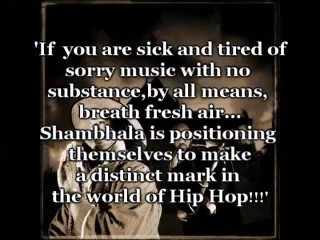 'If you are sick and tired of
sorry music with no
substance,by all means,
breath fresh air...
Shambhala is positioning
themselves to make
a distinct mark in
the world of Hip Hop!!!'